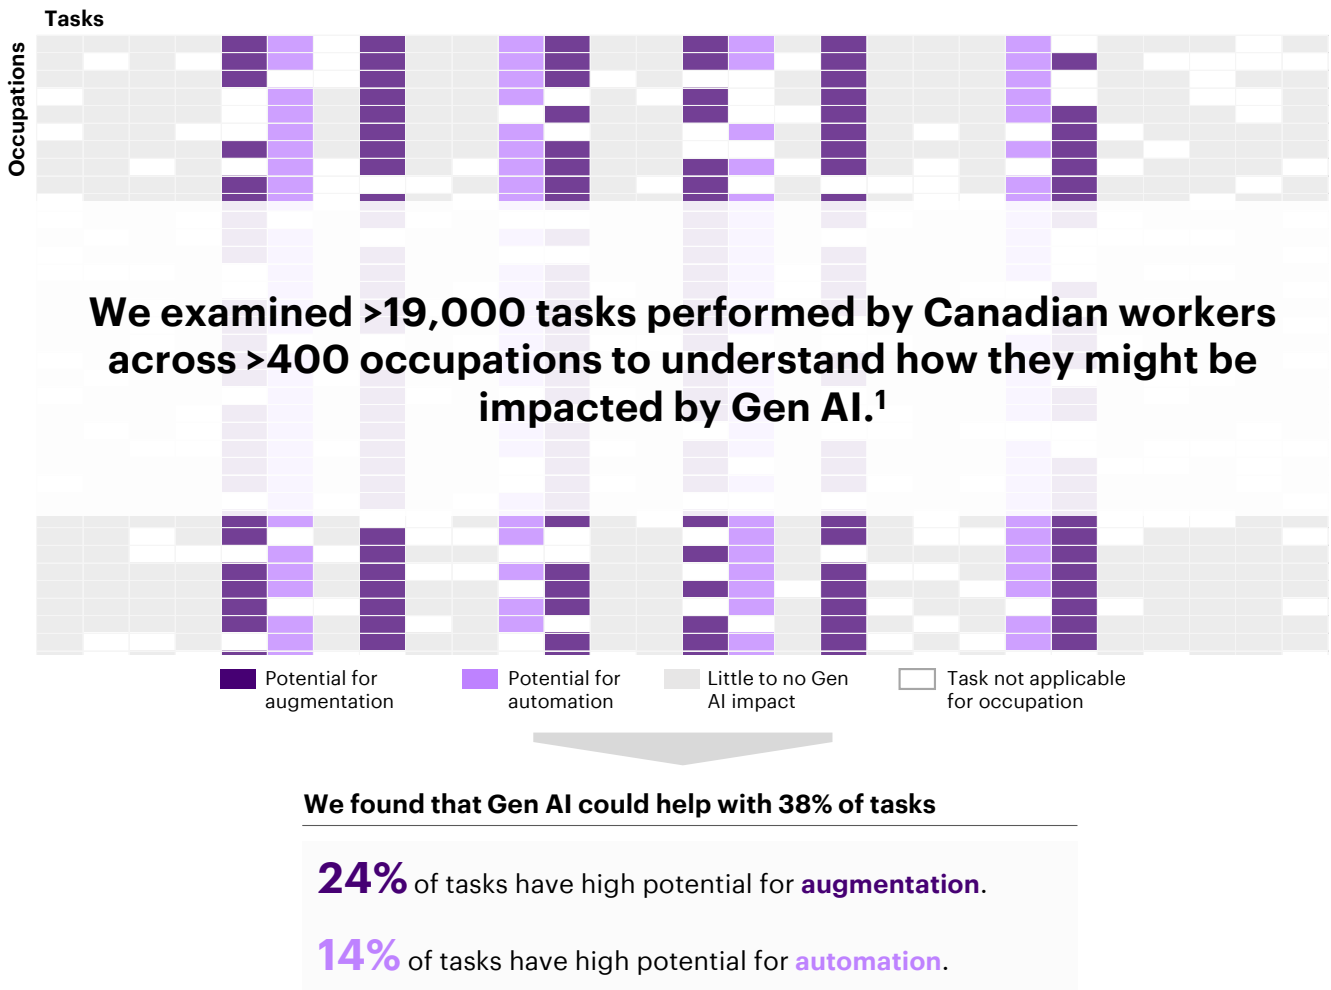 Tasks
Occupations
We examined >19,000 tasks performed by Canadian workers
across >400 occupations to understand how they might be
impacted by Gen AI.¹
Potential for
augmentation
Potential for
automation
Little to no Gen
AI impact
Task not applicable
for occupation
We found that Gen AI could help with 38% of tasks
24% of tasks have high potential for augmentation.
14% of tasks have high potential for automation.